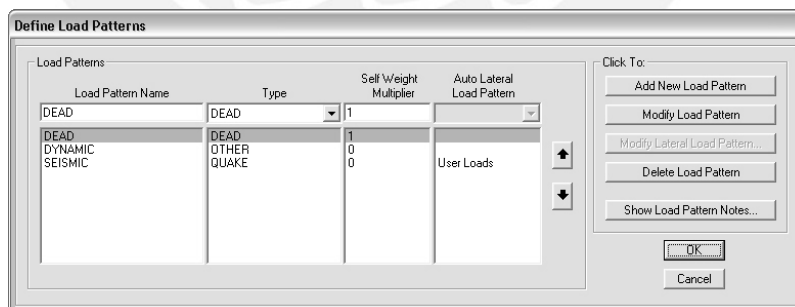 Define Load Patterns
Load Patterns
Click To:
Load Pattern Name Type Self Weight Multiplier Auto Lateral Load Pattern
DEAD DEAD 1
DEAD DEAD 1
DYNAMIC OTHER 0
SEISMIC QUAKE 0 User Loads
Add New Load Pattern
Modify Load Pattern
Modify Lateral Load Pattern...
Delete Load Pattern
Show Load Pattern Notes...
OK
Cancel